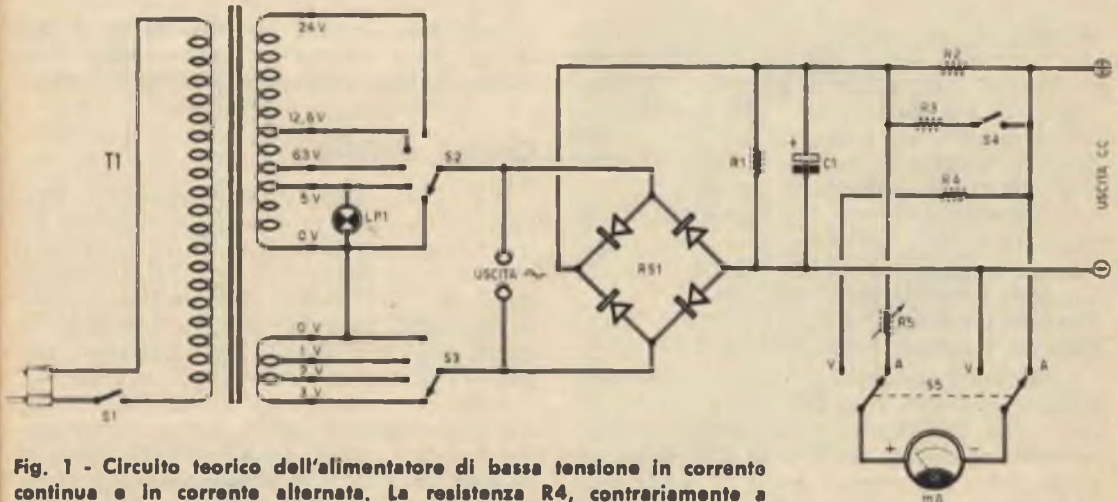 24V
12,6V
63V
5V
0V
T1
LP1
S2
S1
0V
1V
2V
3V
S3
USCITA ~
RS1
R1
+
C1
R2
R3
S4
R4
R5
+
-
USCITA CC
V
A
V
A
S5
+
-
mA
Fig. 1 - Circuito teorico dell'alimentatore di bassa tensione in corrente
continua e in corrente alternata. La resistenza R4, contrariamente a